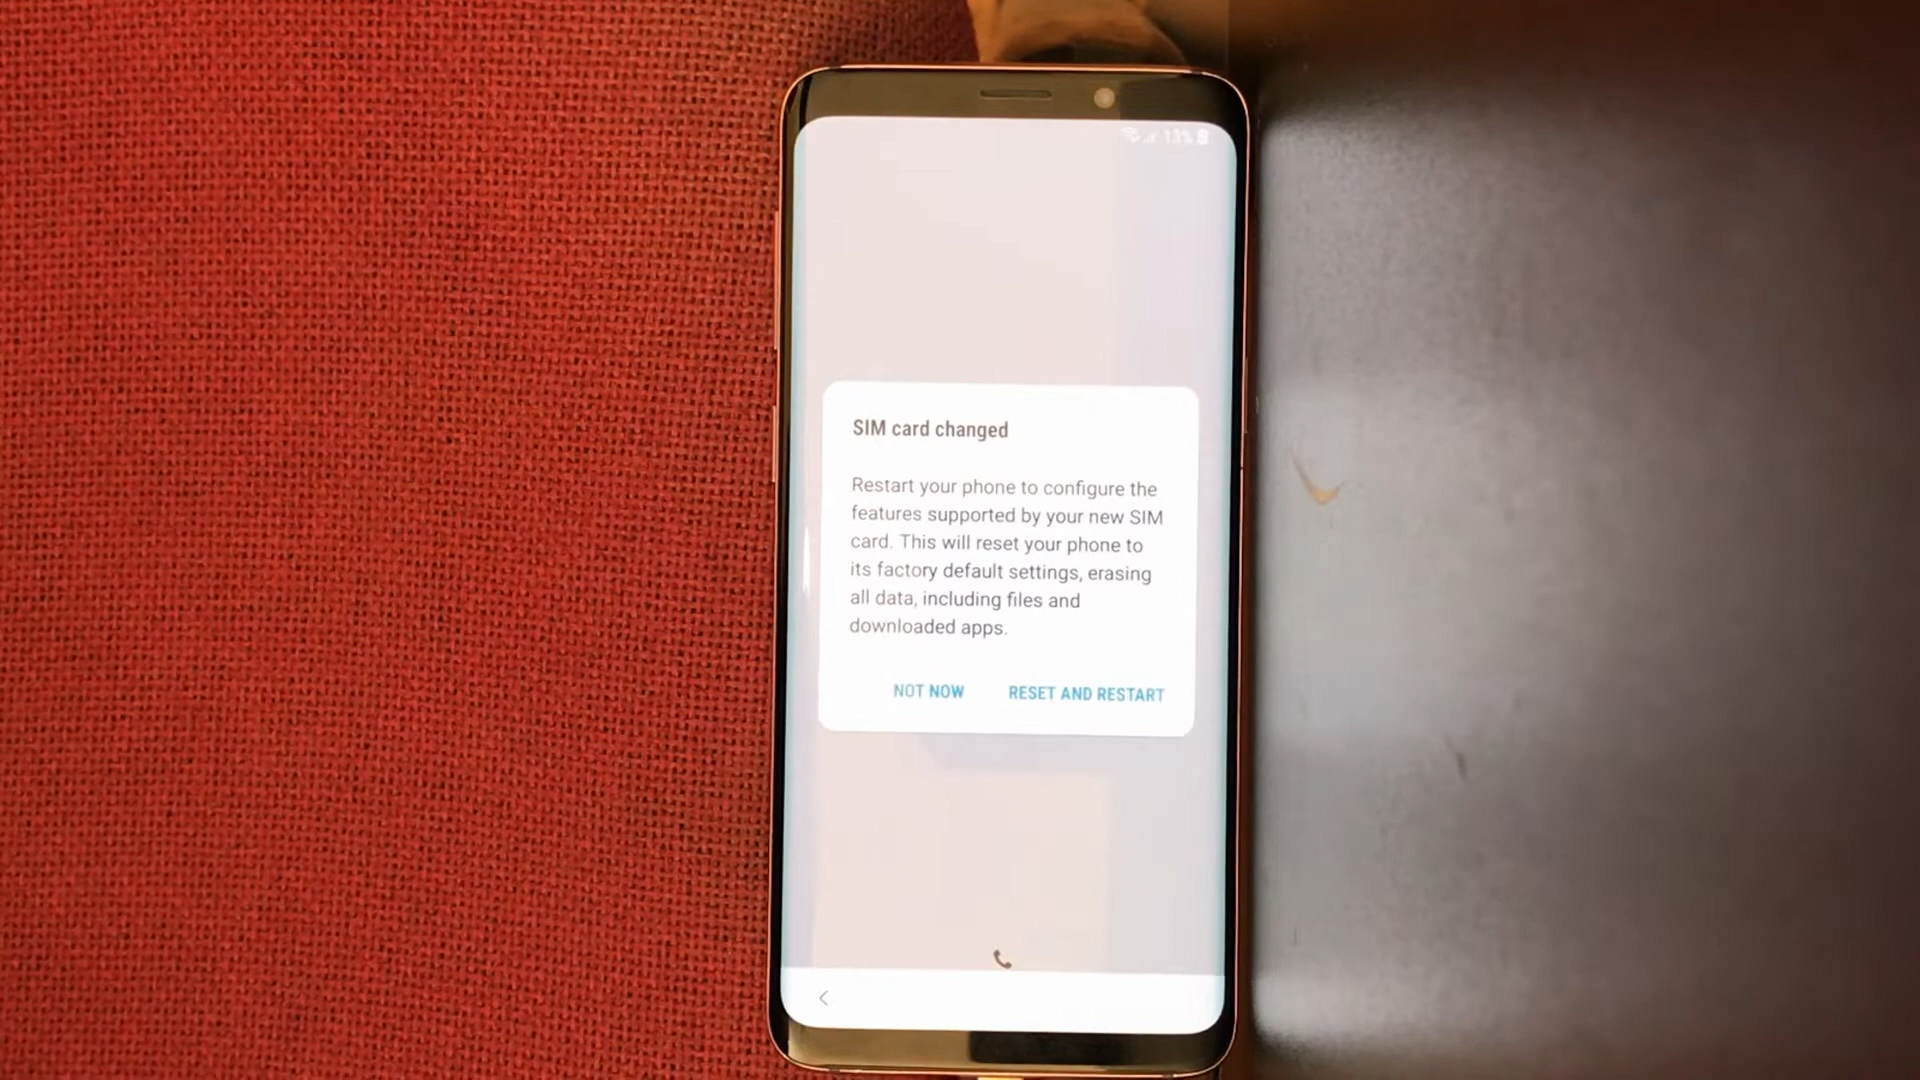 13%
SIM card changed
Restart your phone to configure the
features supported by your new SIM
card. This will reset your phone to
its factory default settings, erasing
all data, including files and
downloaded apps.
NOT NOW RESET AND RESTART